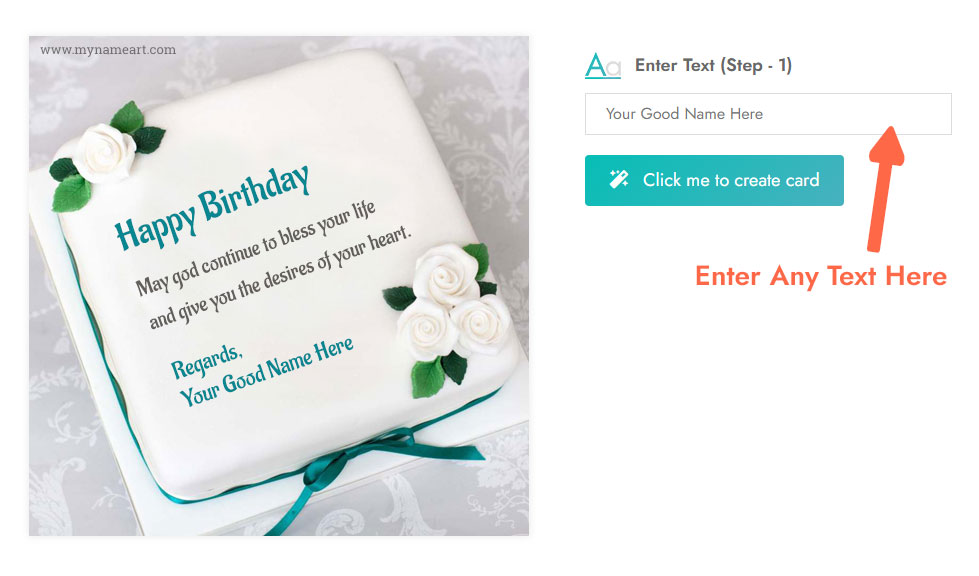 www.mynameart.com
Happy Birthday
May god continue to bless your life
and give you the desires of your heart.
Regards,
Your Good Name Here
Aa Enter Text (Step - 1)
Your Good Name Here
Click me to create card
Enter Any Text Here